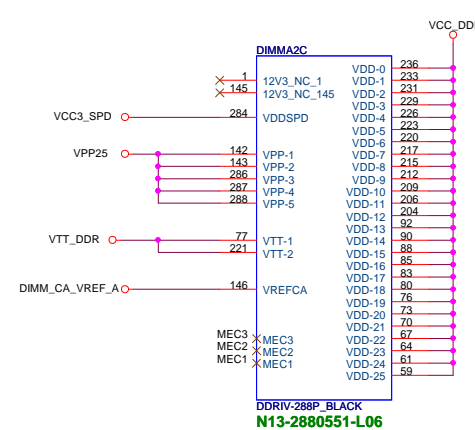 VCC_DD
DIMMA2C
1 12V3_NC_1 VDD-0 236
145 12V3_NC_145 VDD-1 233
VDD-2 231
VDD-3 229
VCC3_SPD 284 VDDSPD VDD-4 226
VDD-5 223
VDD-6 220
VPP25 142 VPP-1 VDD-7 217
143 VPP-2 VDD-8 215
286 VPP-3 VDD-9 212
287 VPP-4 VDD-10 209
288 VPP-5 VDD-11 206
VDD-12 204
VDD-13 92
VTT_DDR 77 VTT-1 VDD-14 90
221 VTT-2 VDD-15 88
VDD-16 85
VDD-17 83
DIMM_CA_VREF_A 146 VREFCA VDD-18 80
VDD-19 76
VDD-20 73
VDD-21 70
MEC3 MEC3 VDD-22 67
MEC2 MEC2 VDD-23 64
MEC1 MEC1 VDD-24 61
VDD-25 59
DDRIV-288P_BLACK
N13-2880551-L06